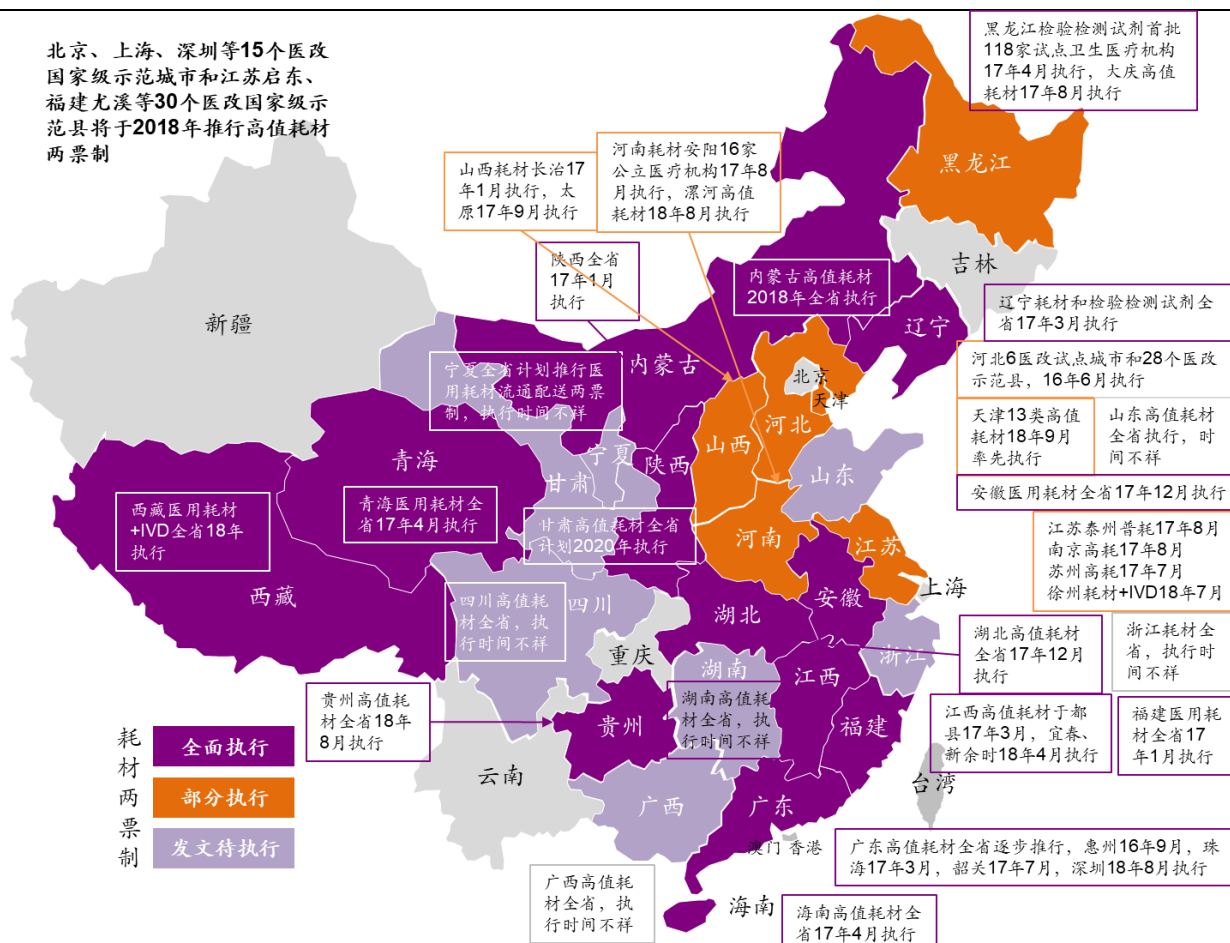 北京、上海、深圳等15个医改
国家级示范城市和江苏启东、
福建尤溪等30个医改国家级示
范县将于2018年推行高值耗材
两票制
黑龙江检验检测试剂首批
118家试点卫生医疗机构
17年4月执行，大庆高值
耗材17年8月执行
山西耗材长治17
年1月执行，太
原17年9月执行
河南耗材安阳16家
公立医疗机构17年8
月执行，漯河高值
耗材18年8月执行
黑龙江
吉林
陕西全省
17年1月
执行
内蒙古高值耗材
2018年全省执行
辽宁
辽宁耗材和检验检测试剂全
省17年3月执行
新疆
内蒙古
宁夏全省计划推行医
用耗材流通配送两票
制，执行时间不祥
北京
天津
河北
河北6医改试点城市和28个医改
示范县，16年6月执行
天津13类高值
耗材18年9月
率先执行
山东高值耗材
全省执行，时
间不祥
山西
宁夏
陕西
青海
甘肃
山东
安徽医用耗材全省17年12月执行
西藏医用耗材
+IVD全省18年
执行
青海医用耗材全
省17年4月执行
甘肃高值耗材全省
计划2020年执行
河南
江苏
江苏泰州普耗17年8月
南京高耗17年8月
苏州高耗17年7月
徐州耗材+IVD18年7月
西藏
四川高值耗
材全省，执
行时间不祥
四川
湖北
安徽
上海
重庆
湖南
江西
浙江
湖北高值耗材
全省17年12月
执行
浙江耗材全
省，执行时
间不祥
贵州高值耗
材全省18年
8月执行
贵州
湖南高值耗
材全省，执
行时间不祥
福建
江西高值耗材于都
县17年3月，宜春、
新余时18年4月执行
福建医用耗
材全省17
年1月执行
耗材两票制
全面执行
部分执行
发文待执行
云南
广西
广东
台湾
澳门 香港
广东高值耗材全省逐步推行，惠州16年9月，珠
海17年3月，韶关17年7月，深圳18年8月执行
广西高值耗
材全省，执
行时间不祥
海南
海南高值耗材全
省17年4月执行